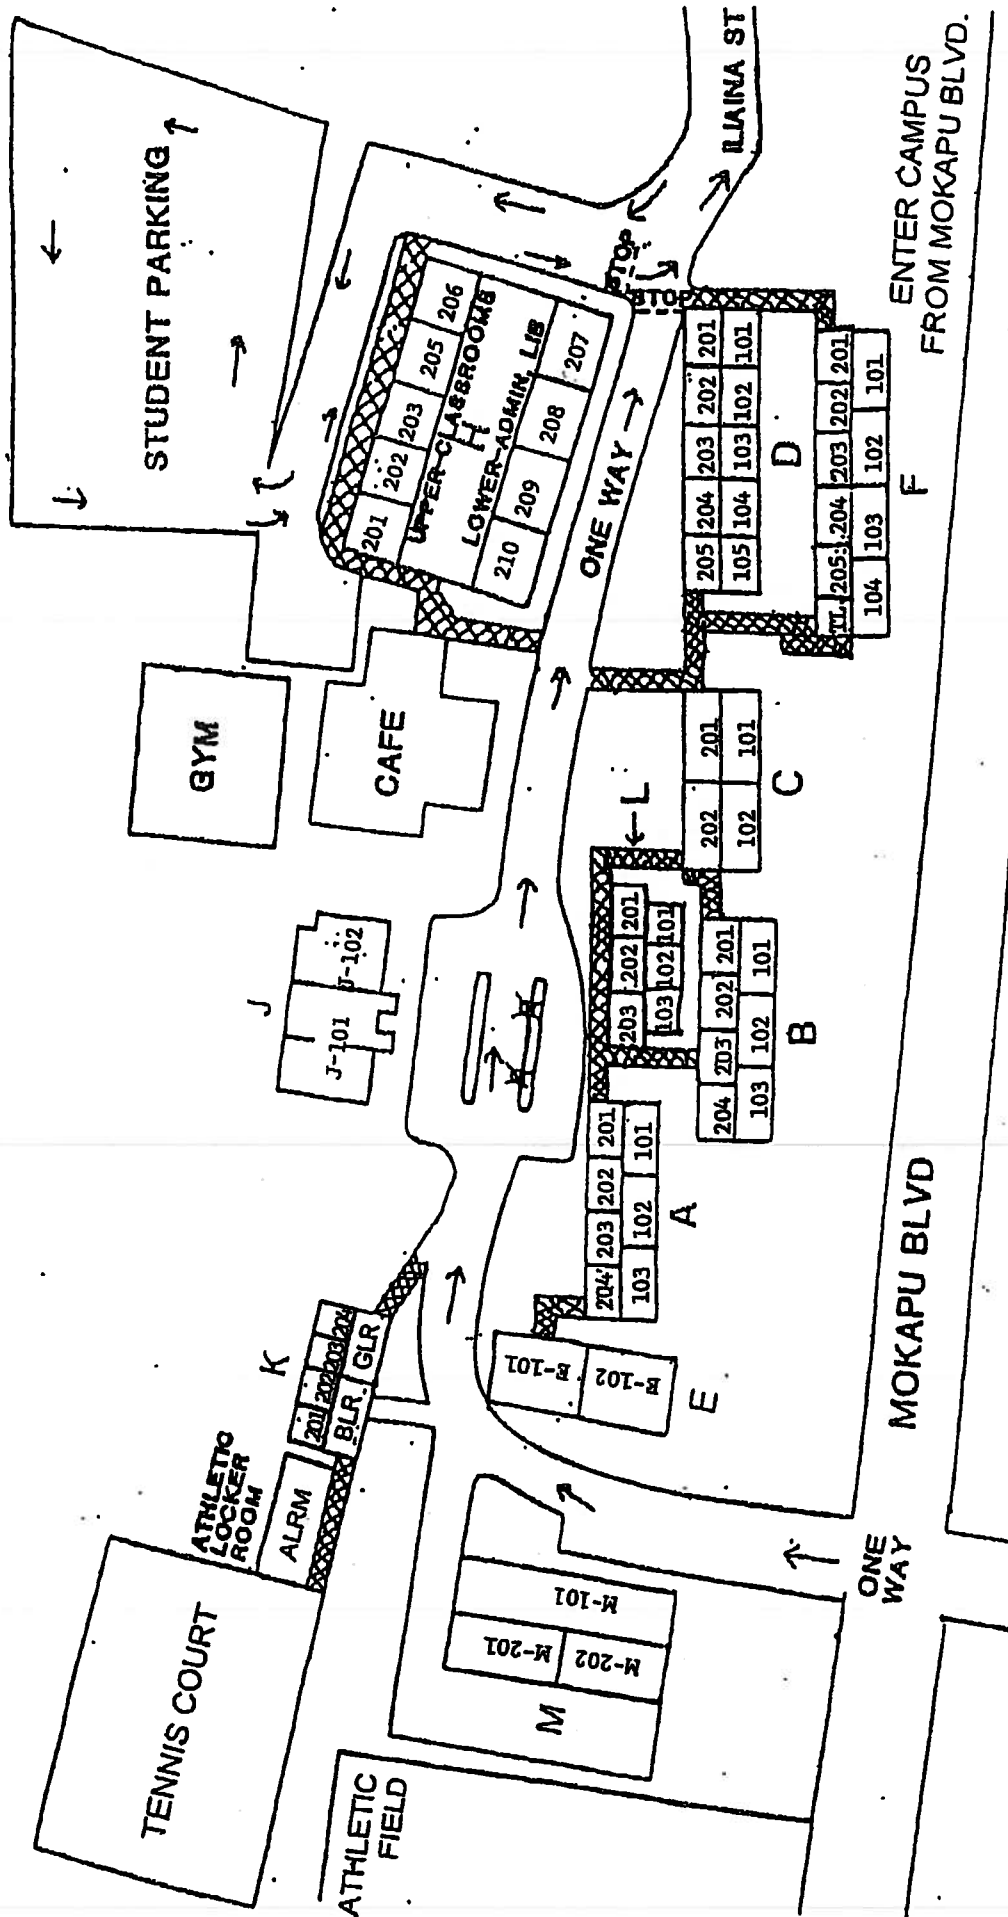 TENNIS COURT
ATHLETIC
FIELD
ATHLETIC
LOCKER
ROOM
ALRM
K
201
202
203
204
BLR
GLR
J
J-101
J-102
GYM
CAFE
STUDENT PARKING
H
201
202
203
205
206
UPPER-CLASSROOMS
LOWER-ADMIN, LIB
210
209
208
207
ONE WAY
STOP
STOP
ILIAINA ST
M
M-201
M-202
M-101
E
E-101
E-102
A
204
203
202
201
103
102
101
L
203
202
201
103
102
101
B
204
203
202
201
103
102
101
C
202
201
102
101
D
205
204
203
202
201
105
104
103
102
101
F
TL.
205
204
203
202
201
104
103
102
101
ONE
WAY
MOKAPU BLVD
ENTER CAMPUS
FROM MOKAPU BLVD.